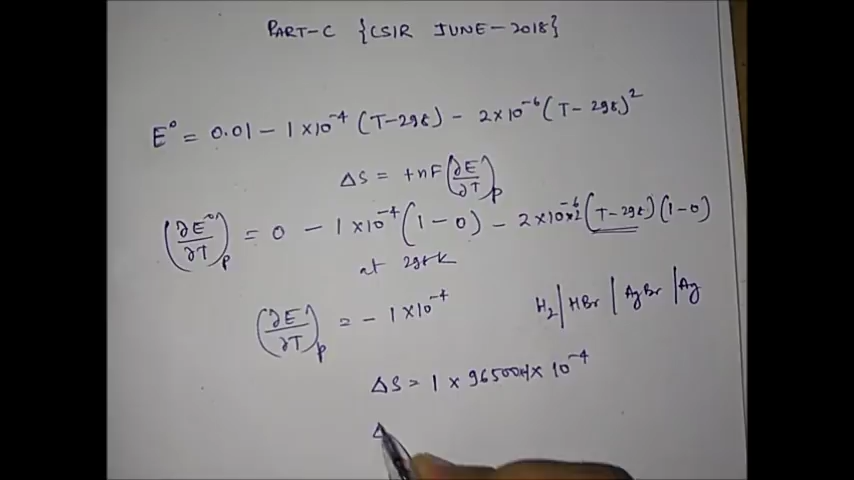 PART-C {CSIR JUNE-2018}
E° = 0.01 - 1×10⁻⁴ (T-298) - 2×10⁻⁶ (T-298)²
ΔS = +nF(∂E/∂T)p
(∂E°/∂T)p = 0 - 1×10⁻⁴ (1-0) - 2×10⁻⁶×2 (T-298)(1-0)
at 298K
(∂E°/∂T)p = - 1×10⁻⁴
H₂|HBr|AgBr|Ag
ΔS = 1 × 96500 × 10⁻⁴
Δ